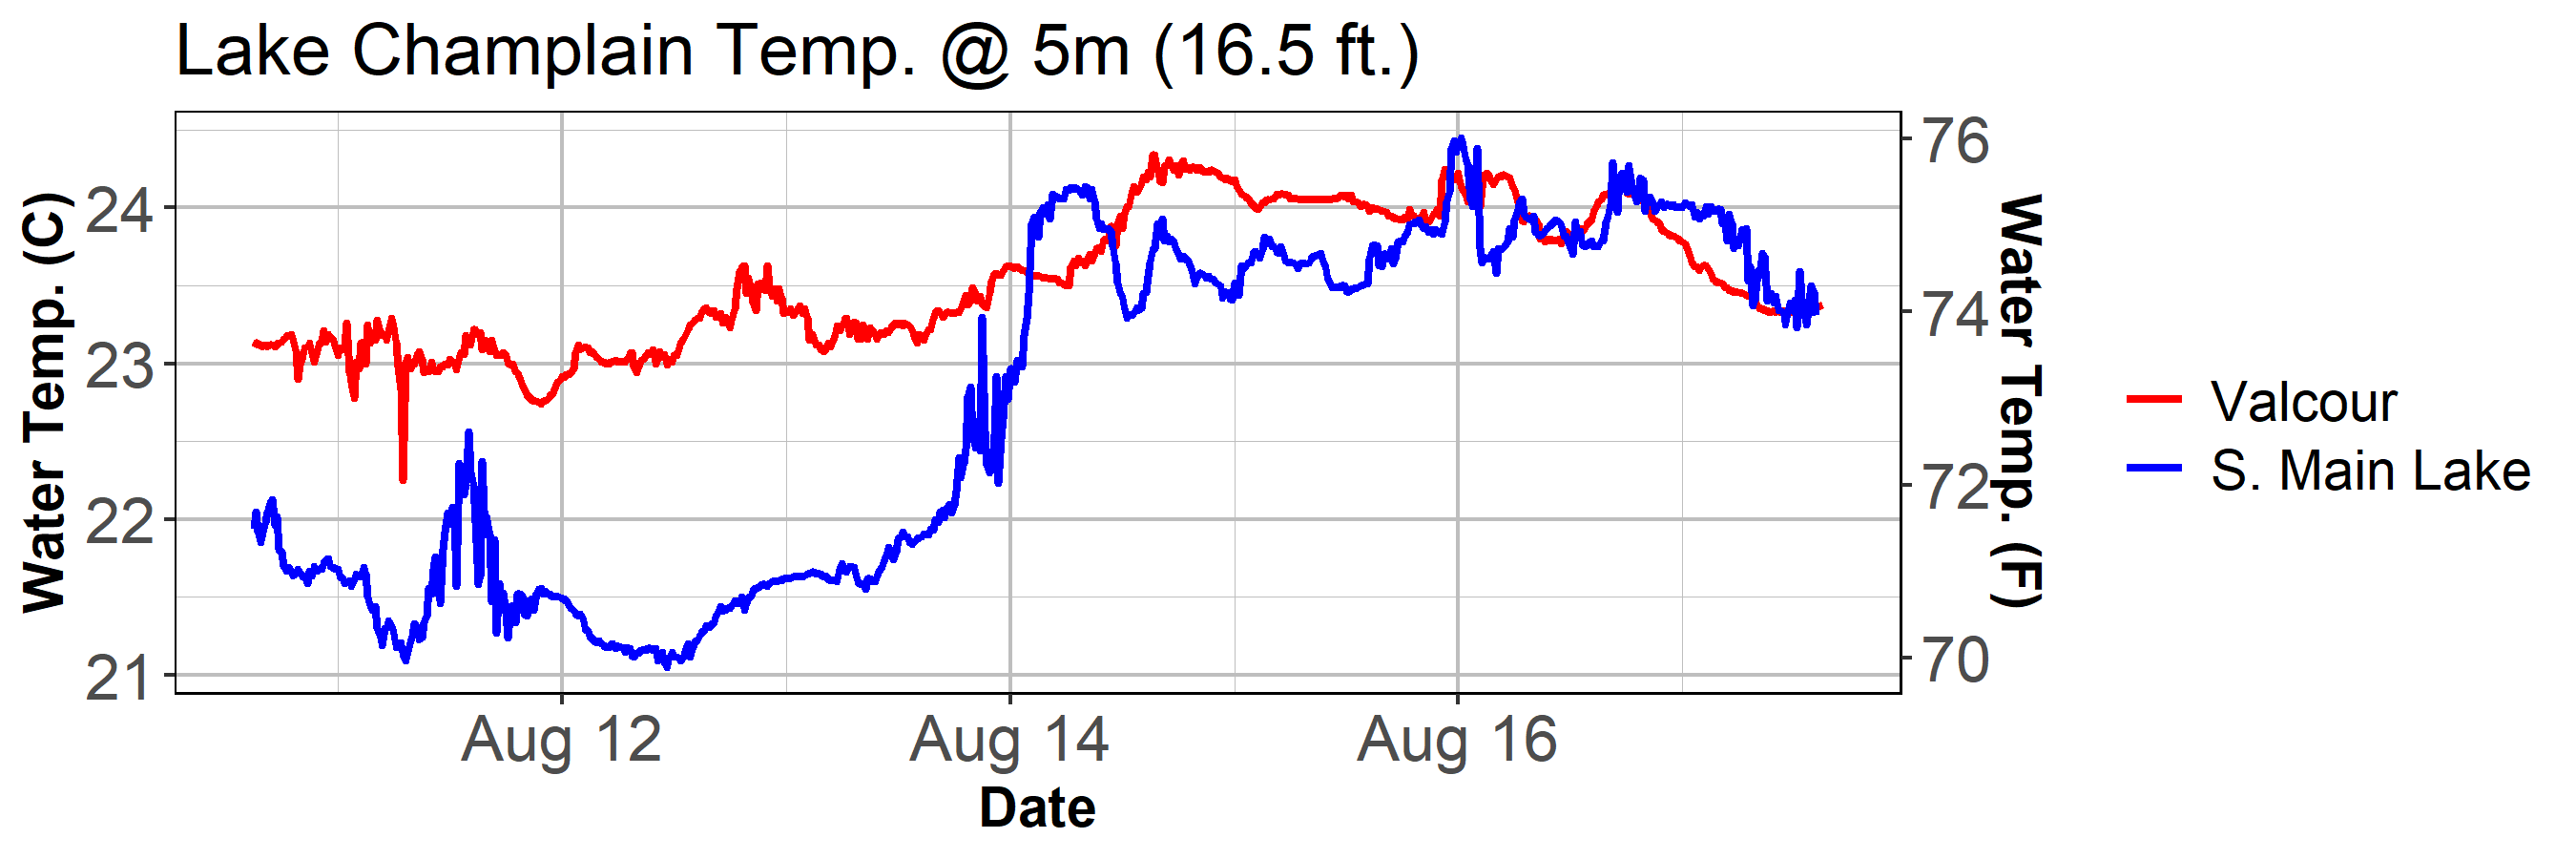 Lake Champlain Temp. @ 5m (16.5 ft.)
Water Temp. (C)
24
23
22
21
76
74
72
70
Water Temp. (F)
Aug 12
Aug 14
Aug 16
Date
Valcour
S. Main Lake